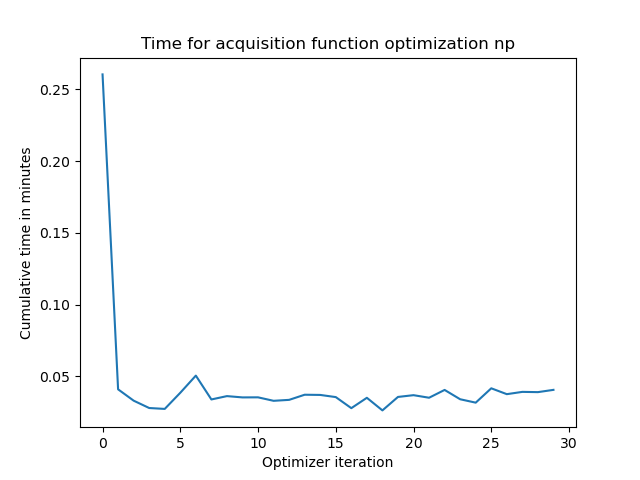 Time for acquisition function optimization np
Cumulative time in minutes
0.25
0.20
0.15
0.10
0.05
0 5 10 15 20 25 30
Optimizer iteration